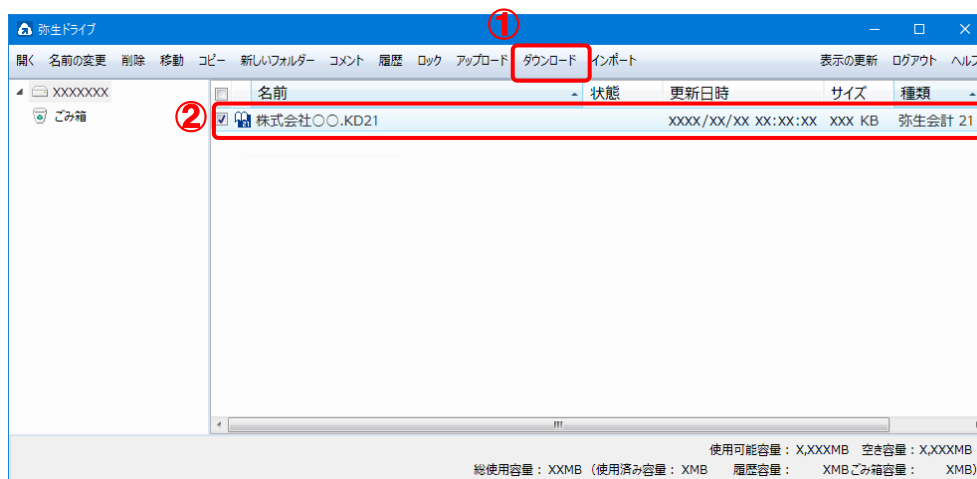 弥生ドライブ
①
開く 名前の変更 削除 移動 コピー 新しいフォルダー コメント 履歴 ロック アップロード ダウンロード インポート 表示の更新 ログアウト
XXXXXXX 名前 状態 更新日時 サイズ 種類
ごみ箱 ② 株式会社○○.KD21 XXXX/XX/XX XX:XX:XX XXX KB 弥生会計 21
使用可能容量: X,XXXMB 空き容量: X,XXXMB
総使用容量: XXMB (使用済み容量: XMB 履歴容量: XMBごみ箱容量: XMB)